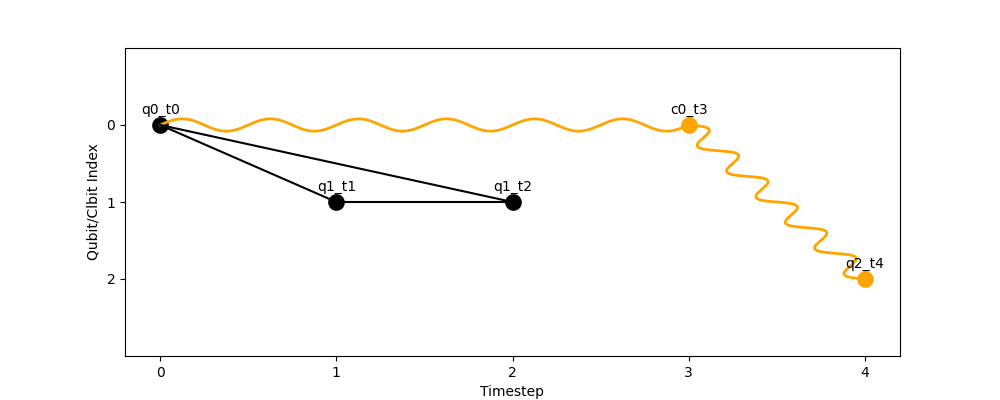 q0_t0
c0_t3
q1_t1
q1_t2
q2_t4
0
1
2
Qubit/Clbit Index
0
1
2
3
4
Timestep